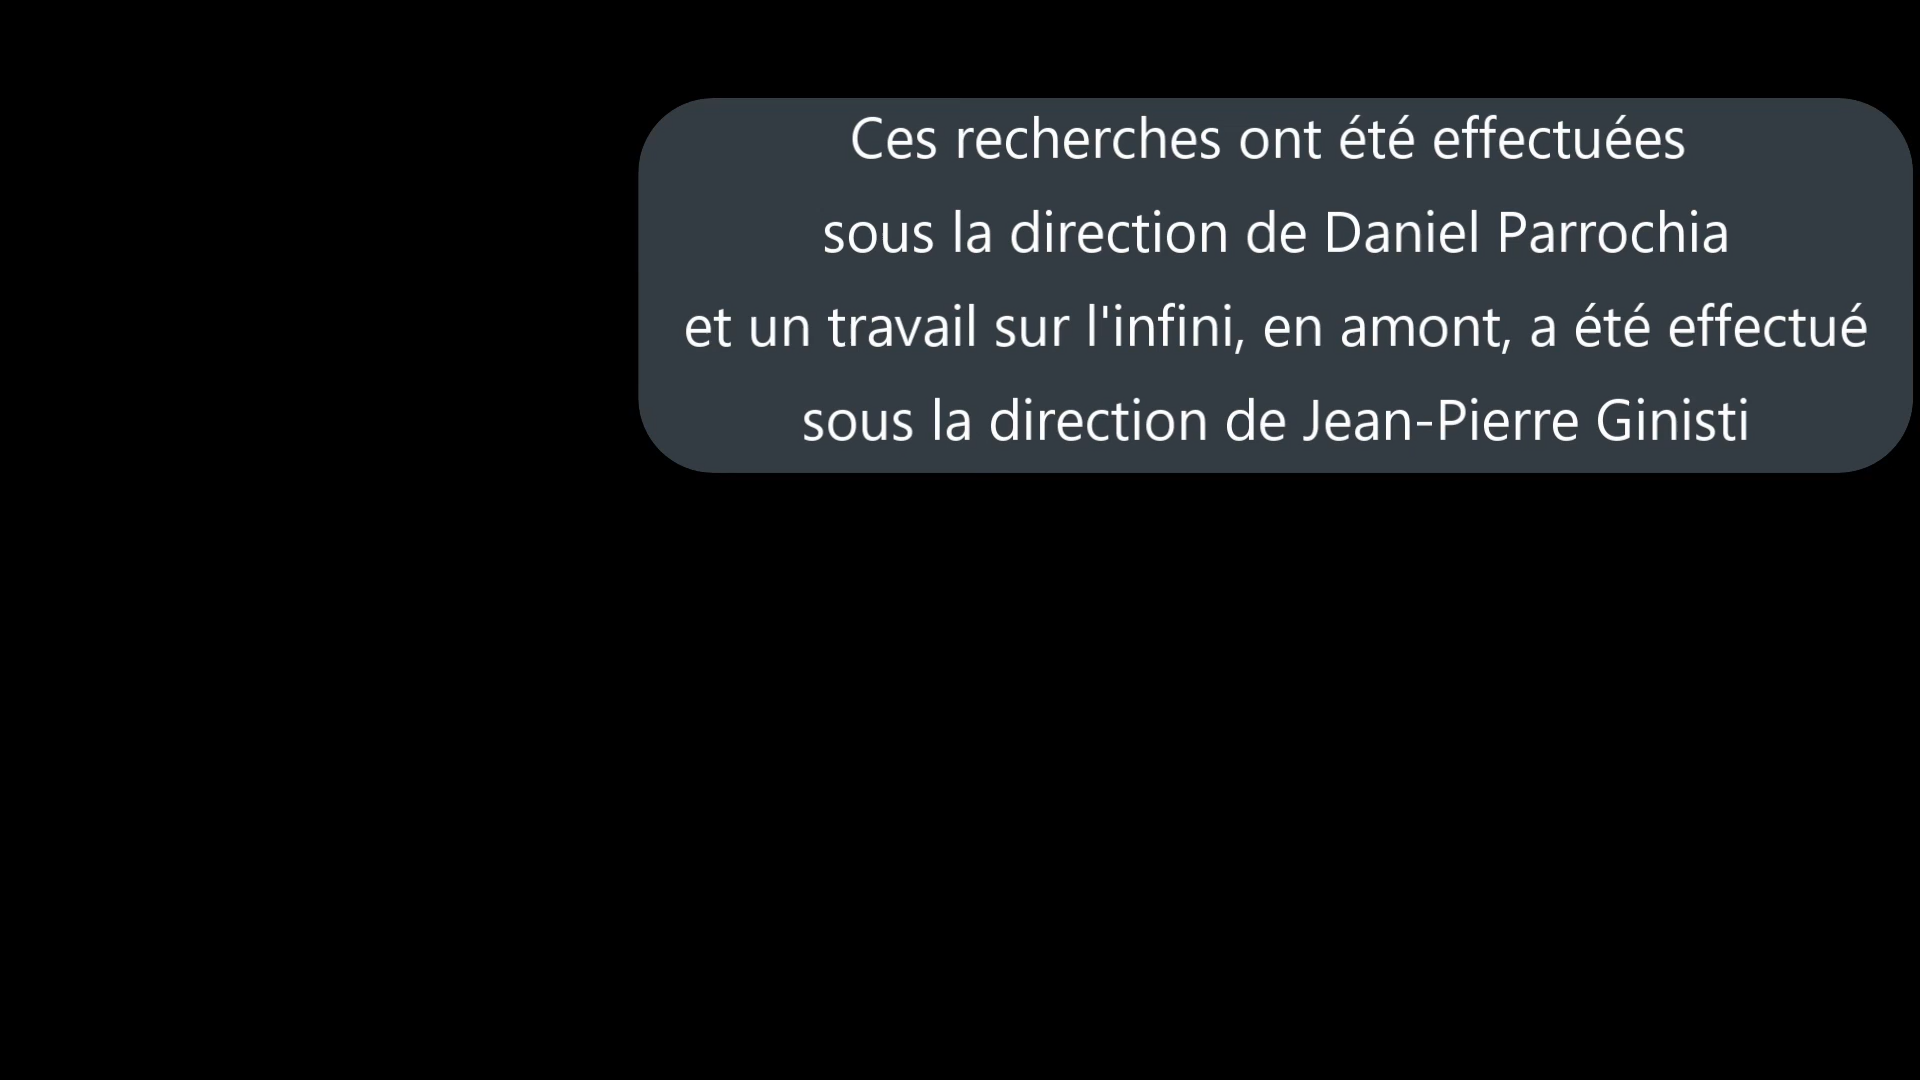 Ces recherches ont été effectuées
sous la direction de Daniel Parrochia
et un travail sur l'infini, en amont, a été effectué
sous la direction de Jean-Pierre Ginisti